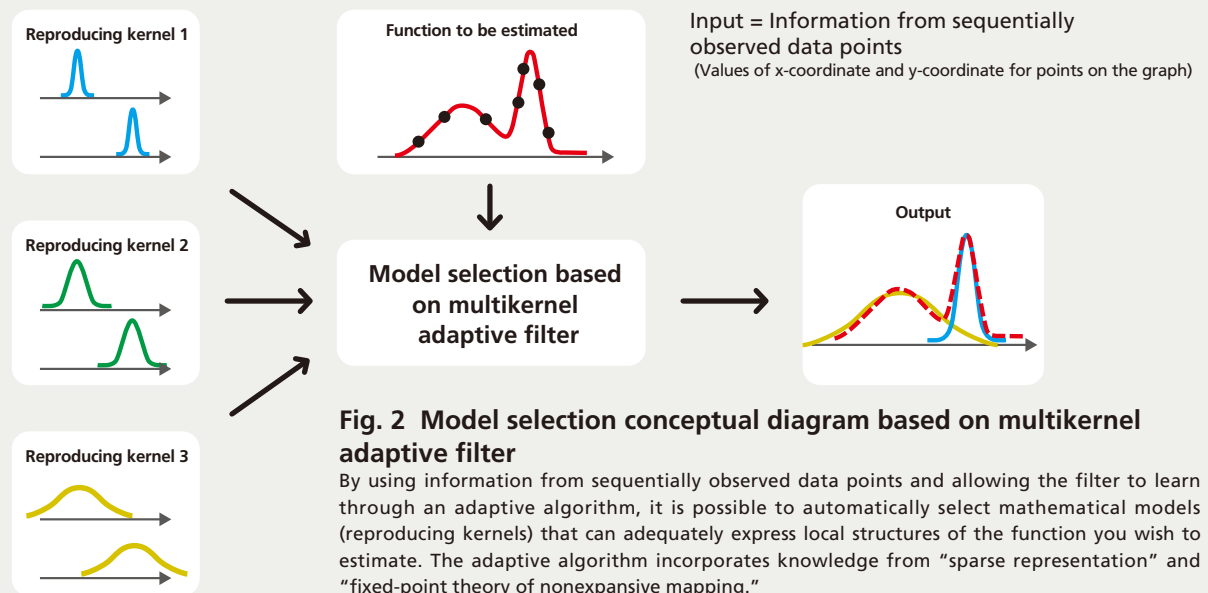 Reproducing kernel 1
Function to be estimated
Input = Information from sequentially
observed data points
(Values of x-coordinate and y-coordinate for points on the graph)
Reproducing kernel 2
Model selection based
on multikernel
adaptive filter
Output
Reproducing kernel 3
Fig. 2  Model selection conceptual diagram based on multikernel
adaptive filter
By using information from sequentially observed data points and allowing the filter to learn
through an adaptive algorithm, it is possible to automatically select mathematical models
(reproducing kernels) that can adequately express local structures of the function you wish to
estimate. The adaptive algorithm incorporates knowledge from “sparse representation” and
“fixed-point theory of nonexpansive mapping.”